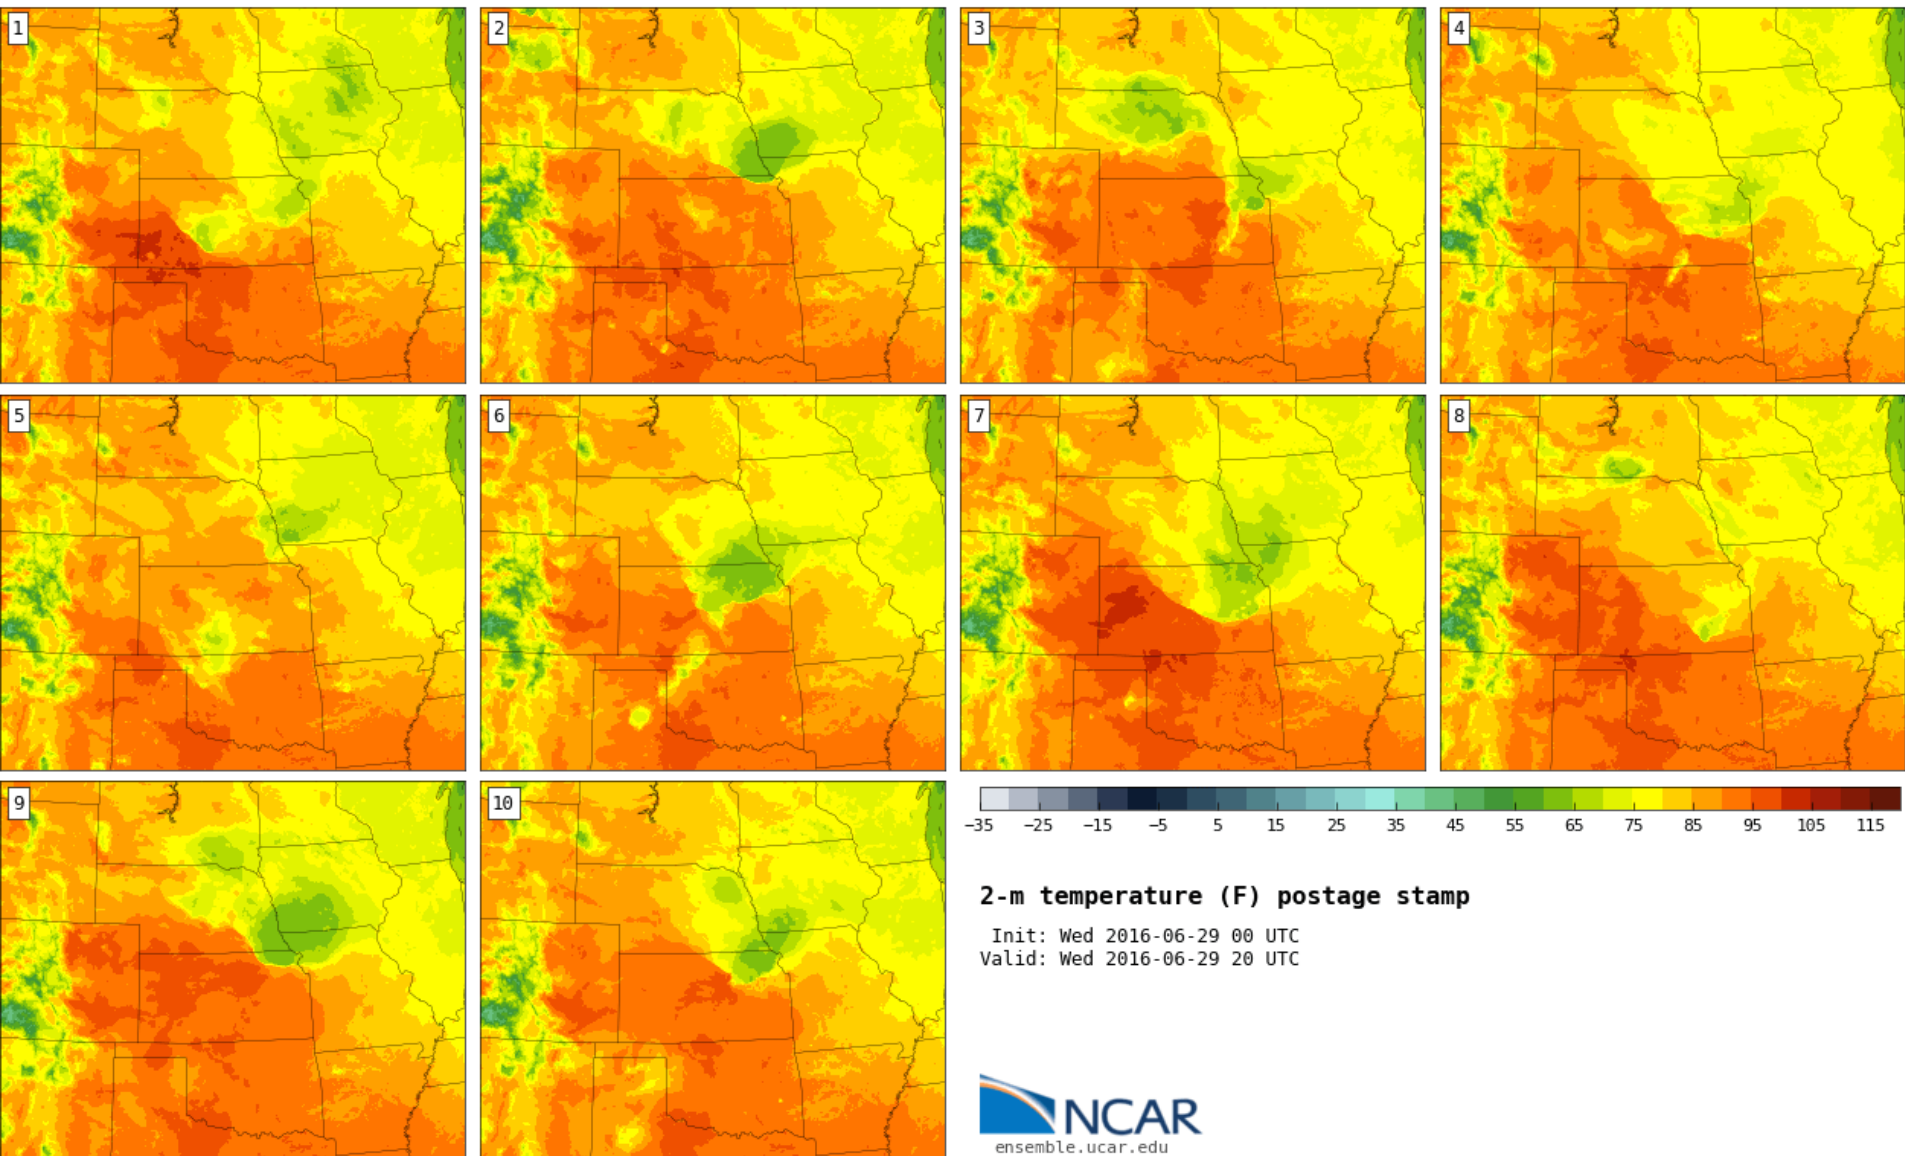 1
2
3
4
5
6
7
8
9
10
−35 −25 −15 −5 5 15 25 35 45 55 65 75 85 95 105 115
2-m temperature (F) postage stamp
Init: Wed 2016-06-29 00 UTC
Valid: Wed 2016-06-29 20 UTC
NCAR
ensemble.ucar.edu